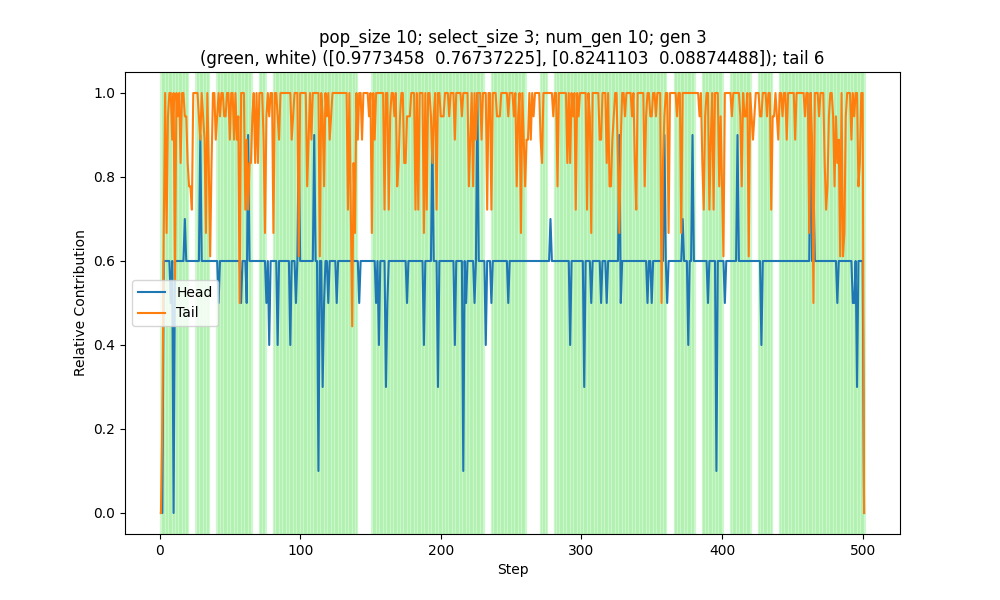 pop_size 10; select_size 3; num_gen 10; gen 3
(green, white) ([0.9773458 0.76737225], [0.8241103 0.08874488]); tail 6
1.0
0.8
0.6
0.4
0.2
0.0
Relative Contribution
Head
Tail
0
100
200
300
400
500
Step